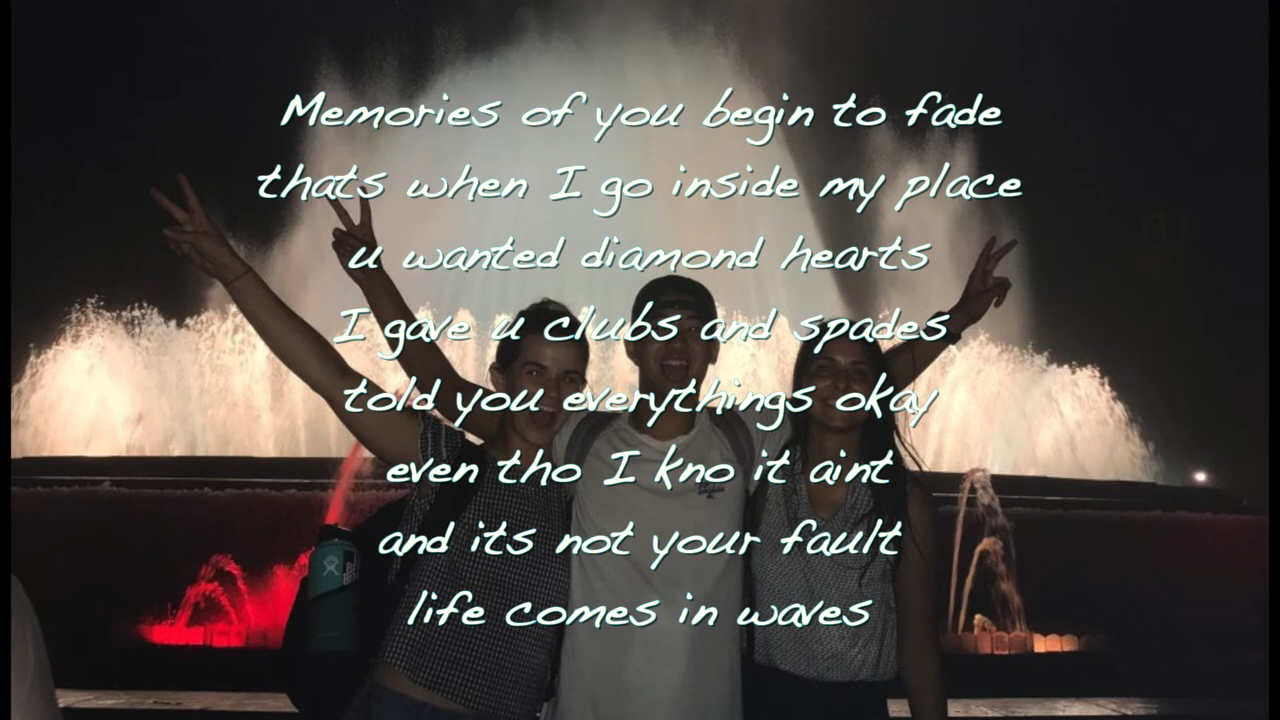 Memories of you begin to fade
thats when I go inside my place
u wanted diamond hearts
I gave u clubs and spades
told you everythings okay
even tho I kno it aint
and its not your fault
life comes in waves